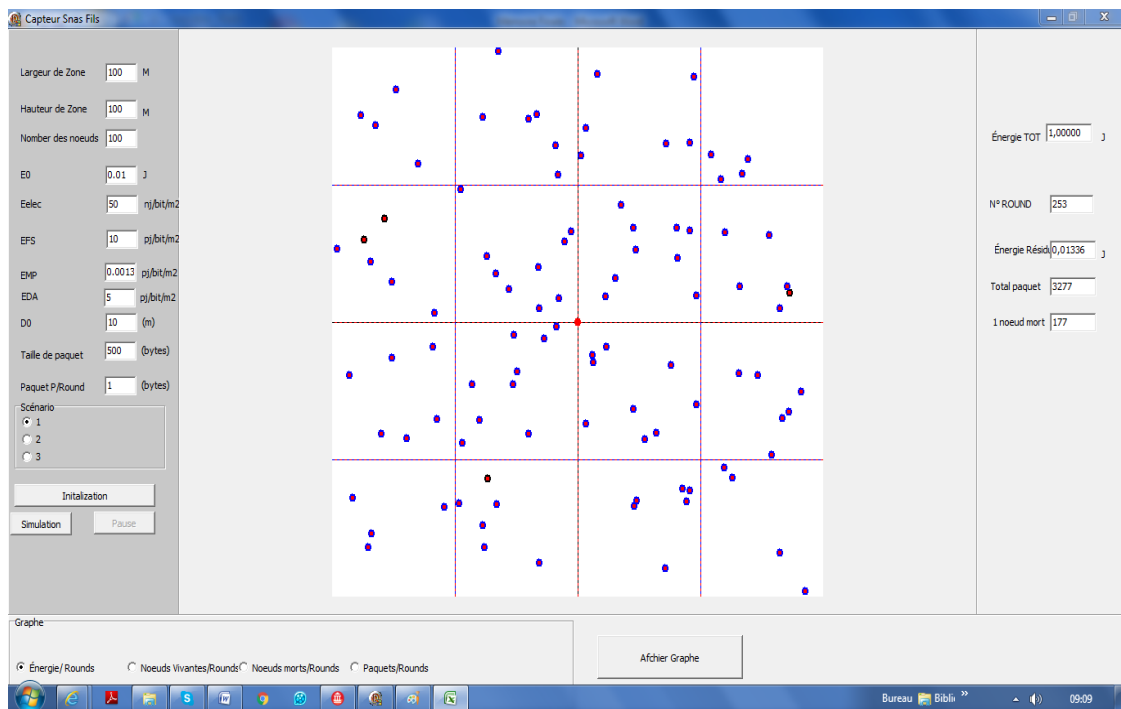 Capteur Snas Fils
Largeur de Zone 100 M
Hauteur de Zone 100 M
Nomber des noeuds 100
E0 0.01 J
Eelec 50 nj/bit/m2
EFS 10 pj/bit/m2
EMP 0.0013 pj/bit/m2
EDA 5 pj/bit/m2
D0 10 (m)
Taille de paquet 500 (bytes)
Paquet P/Round 1 (bytes)
Scénario
1
2
3
Initalization
Simulation Pause
Énergie TOT 1,00000 J
N° ROUND 253
Énergie Résidu 0,01336 J
Total paquet 3277
1 noeud mort 177
Graphe
Énergie/ Rounds Noeuds Vivantes/Rounds Noeuds morts/Rounds Paquets/Rounds
Afchier Graphe
Bureau Bibli » 09:09